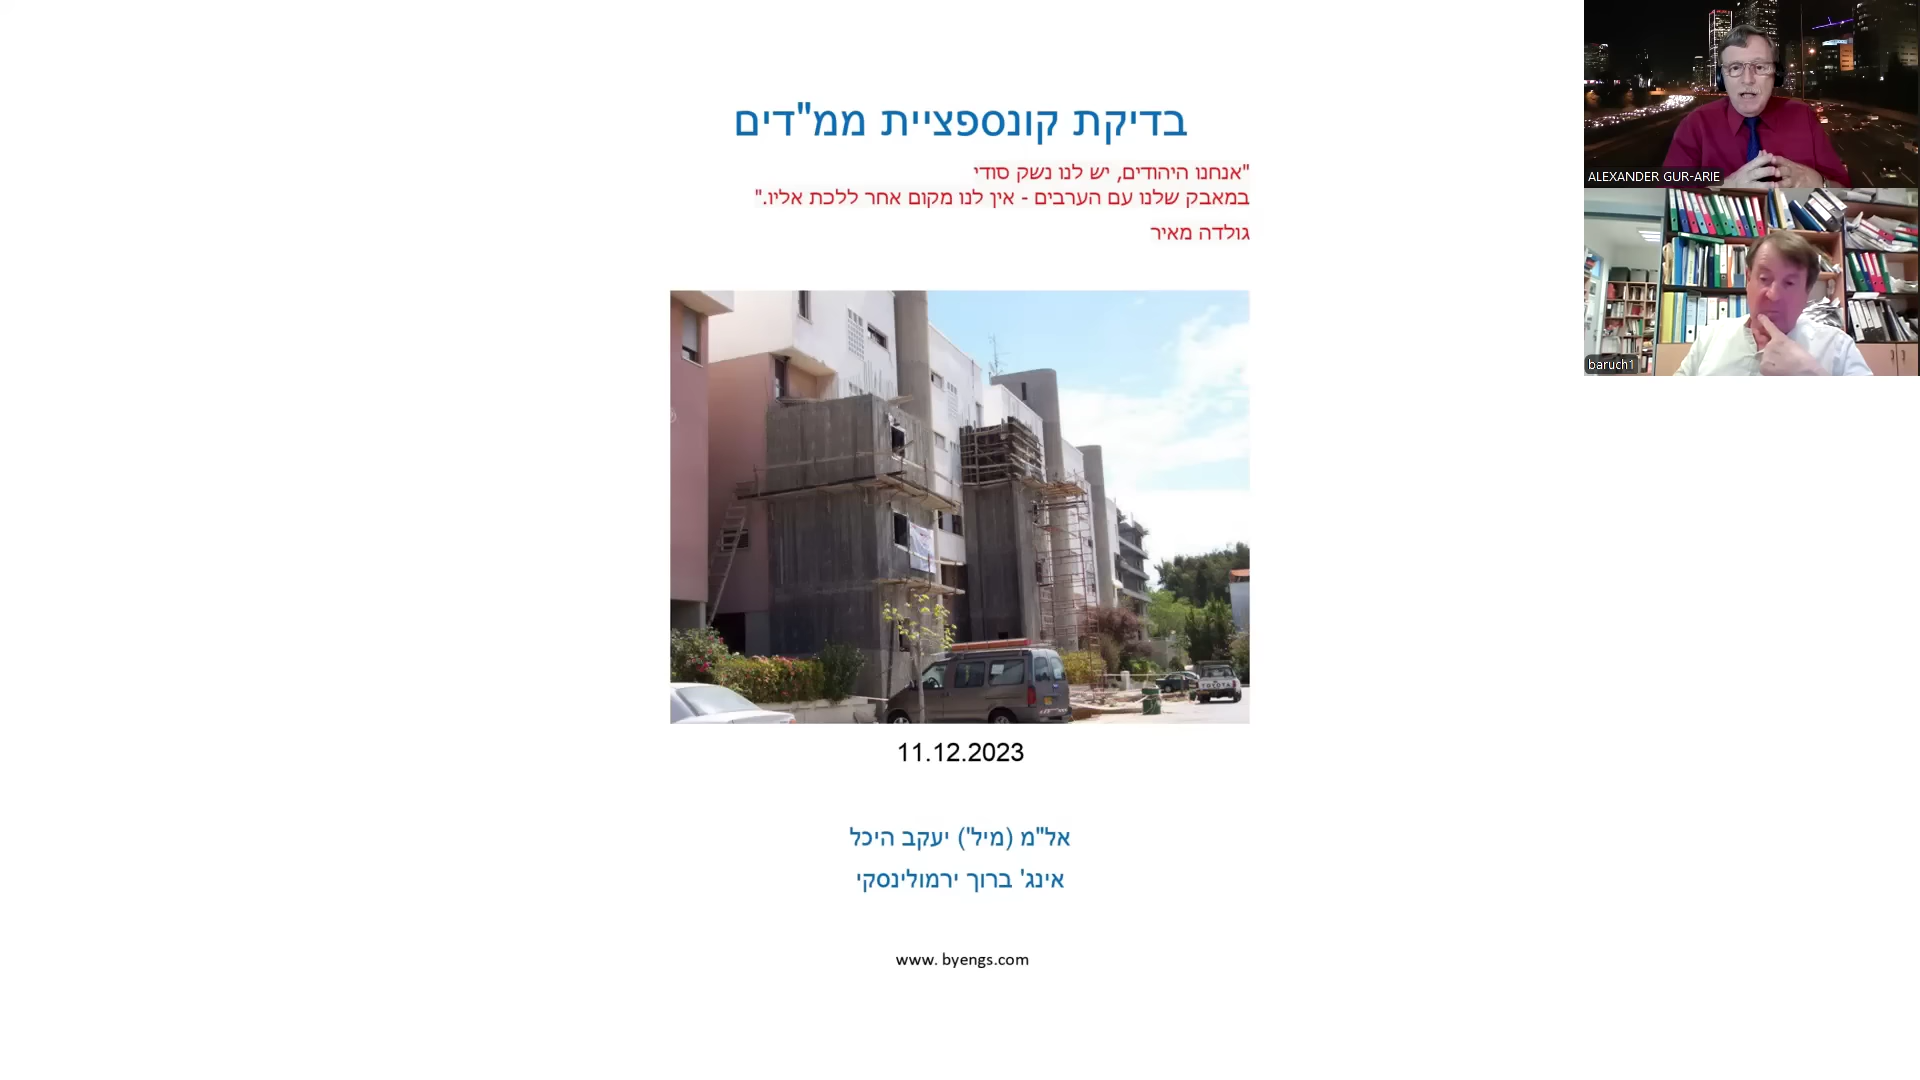 בדיקת קונספציית ממ"דים
"אנחנו היהודים, יש לנו נשק סודי
במאבק שלנו עם הערבים - אין לנו מקום אחר ללכת אליו."
גולדה מאיר
11.12.2023
אל"מ (מיל') יעקב היכל
אינג' ברוך ירמולינסקי
www. byengs.com
ALEXANDER GUR-ARIE
baruch1
TOYOTA